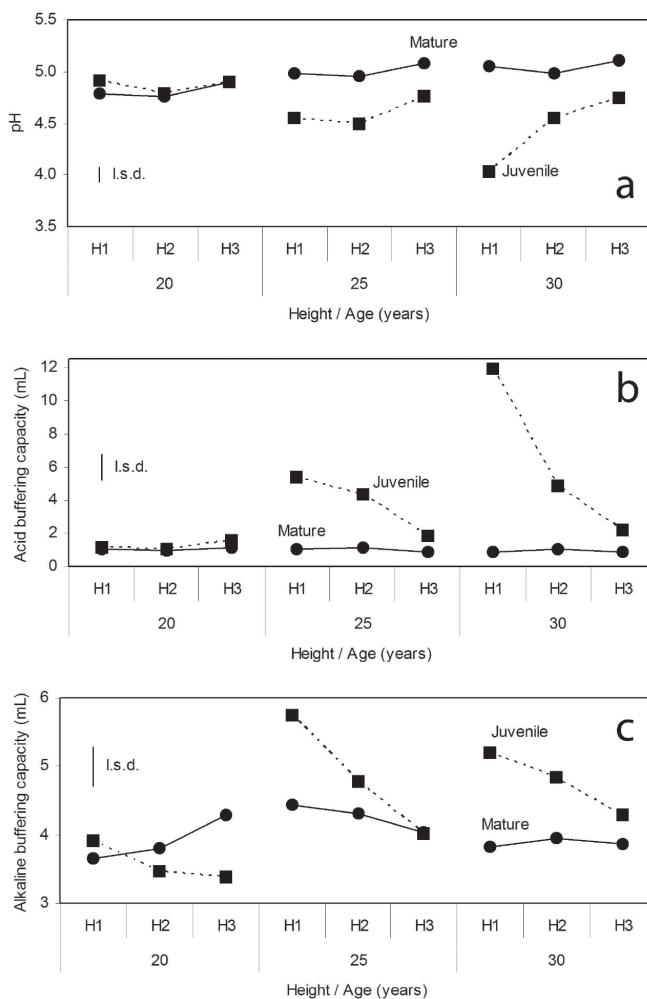 5.5
Mature
5.0
pH
4.5
4.0
l.s.d.
Juvenile
a
3.5
H1 H2 H3 H1 H2 H3 H1 H2 H3
20 25 30
Height / Age (years)
12
b
10
Acid buffering capacity (mL)
8
l.s.d.
6
Juvenile
4
Mature
2
0
H1 H2 H3 H1 H2 H3 H1 H2 H3
20 25 30
Height / Age (years)
6
c
Juvenile
l.s.d.
Alkaline buffering capacity (mL)
5
Mature
4
3
H1 H2 H3 H1 H2 H3 H1 H2 H3
20 25 30
Height / Age (years)